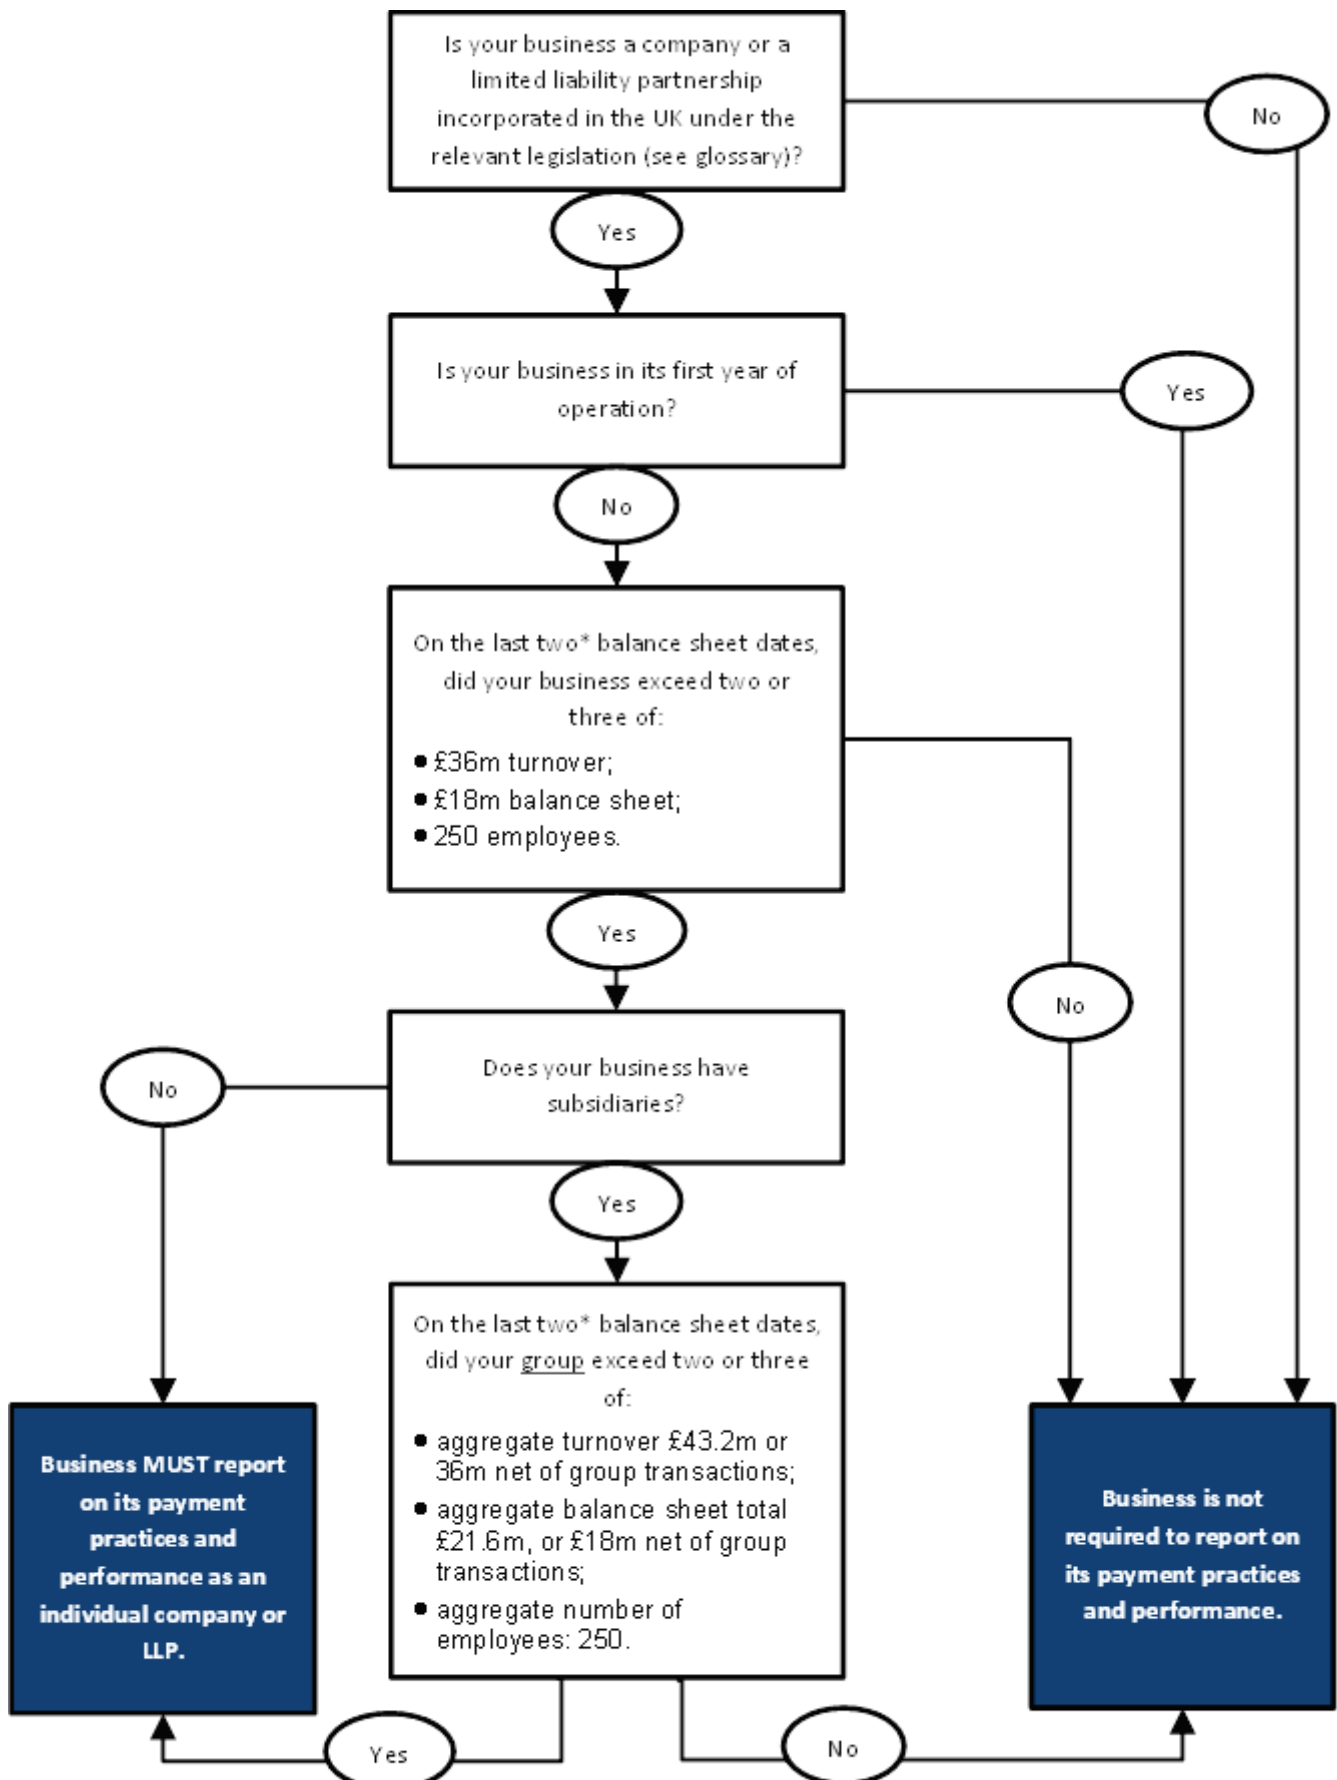 Is your business a company or a
limited liability partnership
incorporated in the UK under the
relevant legislation (see glossary)?
No
Yes
Is your business in its first year of
operation?
Yes
No
On the last two* balance sheet dates,
did your business exceed two or
three of:
● £36m turnover;
● £18m balance sheet;
● 250 employees.
Yes
No
Does your business have
subsidiaries?
No
Yes
On the last two* balance sheet dates,
did your group exceed two or three
of:
● aggregate turnover £43.2m or
36m net of group transactions;
● aggregate balance sheet total
£21.6m, or £18m net of group
transactions;
● aggregate number of
employees: 250.
Business MUST report
on its payment
practices and
performance as an
individual company or
LLP.
Business is not
required to report on
its payment practices
and performance.
Yes
No